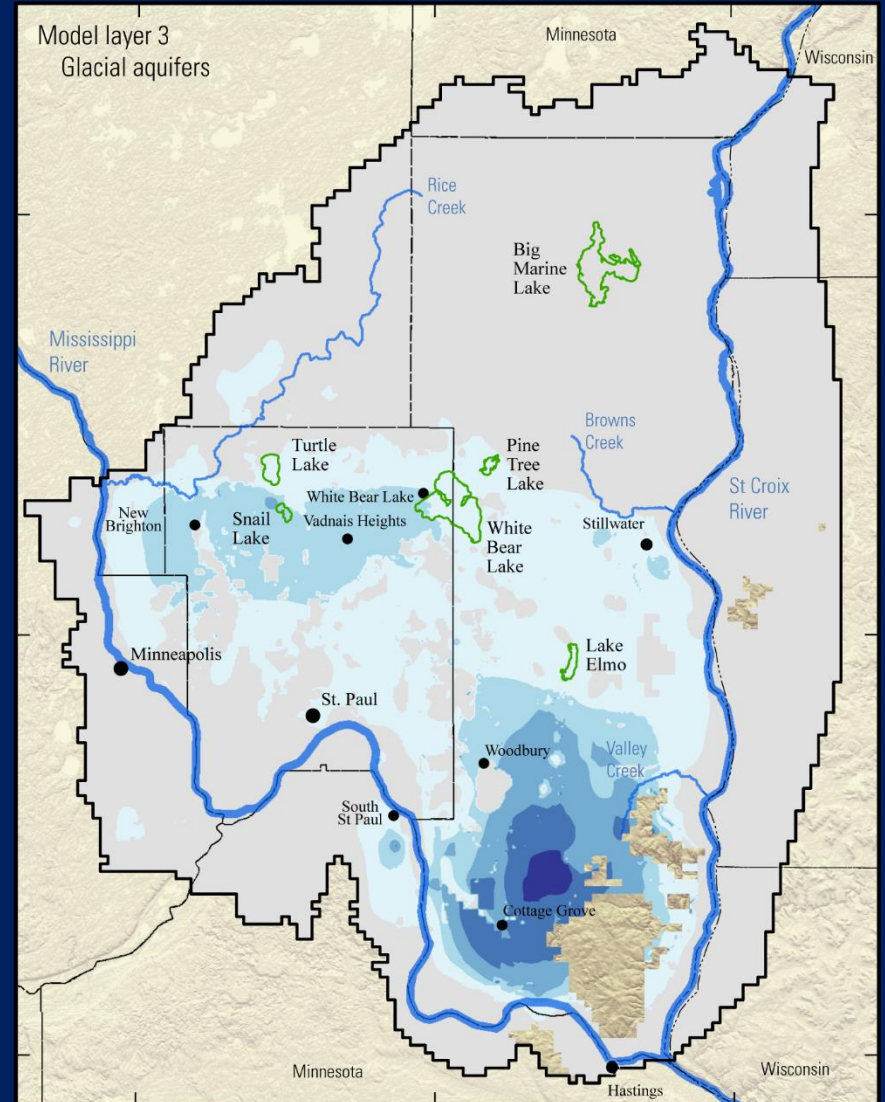 Model layer 3
Glacial aquifers
Minnesota
Wisconsin
Rice
Creek
Big
Marine
Lake
Mississippi
River
Browns
Creek
Turtle
Lake
Pine
Tree
Lake
White Bear Lake
St Croix
River
New
Brighton
Snail
Lake
Vadnais Heights
White
Bear
Lake
Stillwater
Minneapolis
Lake
Elmo
St. Paul
Woodbury
Valley
Creek
South
St Paul
Cottage Grove
Minnesota
Wisconsin
Hastings